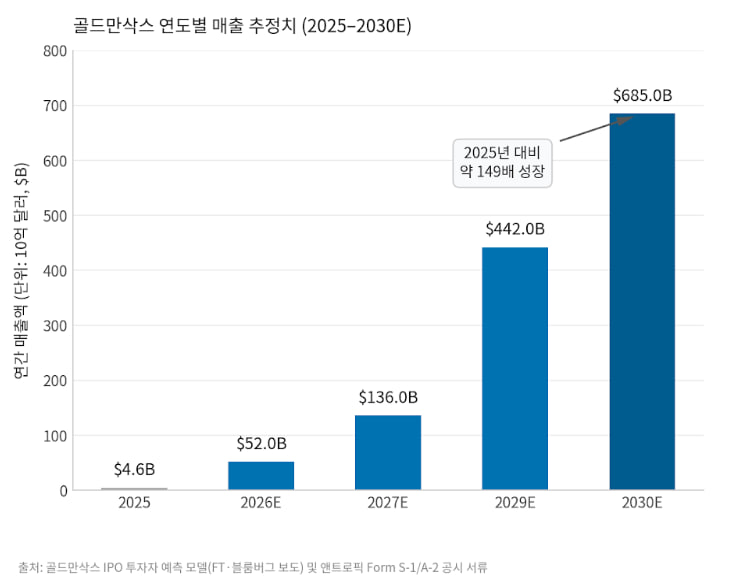 골드만삭스 연도별 매출 추정치 (2025–2030E)
연간 매출액 (단위: 10억 달러, $B)
800
700
600
500
400
300
200
100
0
$4.6B
$52.0B
$136.0B
$442.0B
$685.0B
2025년 대비
약 149배 성장
2025
2026E
2027E
2029E
2030E
출처: 골드만삭스 IPO 투자자 예측 모델(FT·블룸버그 보도) 및 앤트로픽 Form S-1/A-2 공시 서류